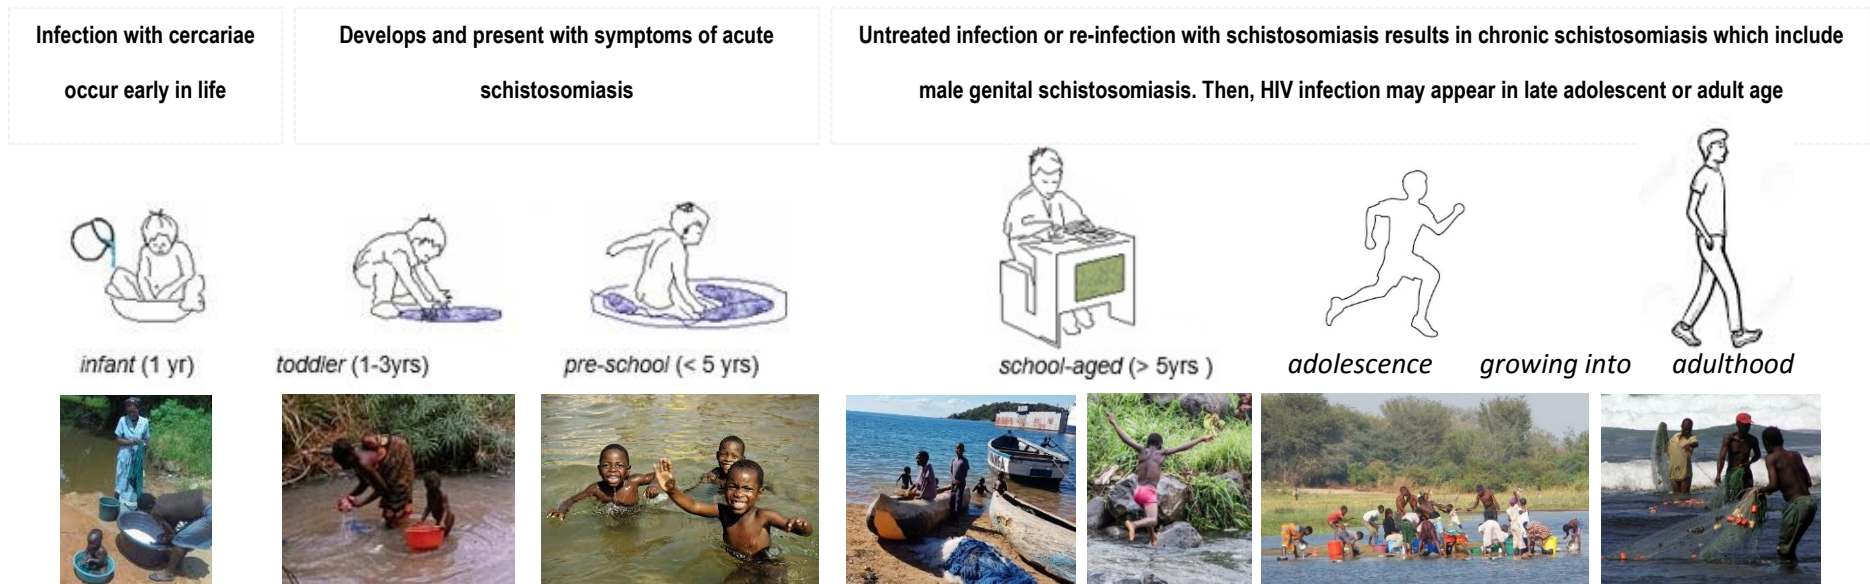 Infection with cercariae
occur early in life
Develops and present with symptoms of acute
schistosomiasis
Untreated infection or re-infection with schistosomiasis results in chronic schistosomiasis which include
male genital schistosomiasis. Then, HIV infection may appear in late adolescent or adult age
infant (1 yr)
toddler (1-3yrs)
pre-school (< 5 yrs)
school-aged (> 5yrs )
adolescence
growing into
adulthood